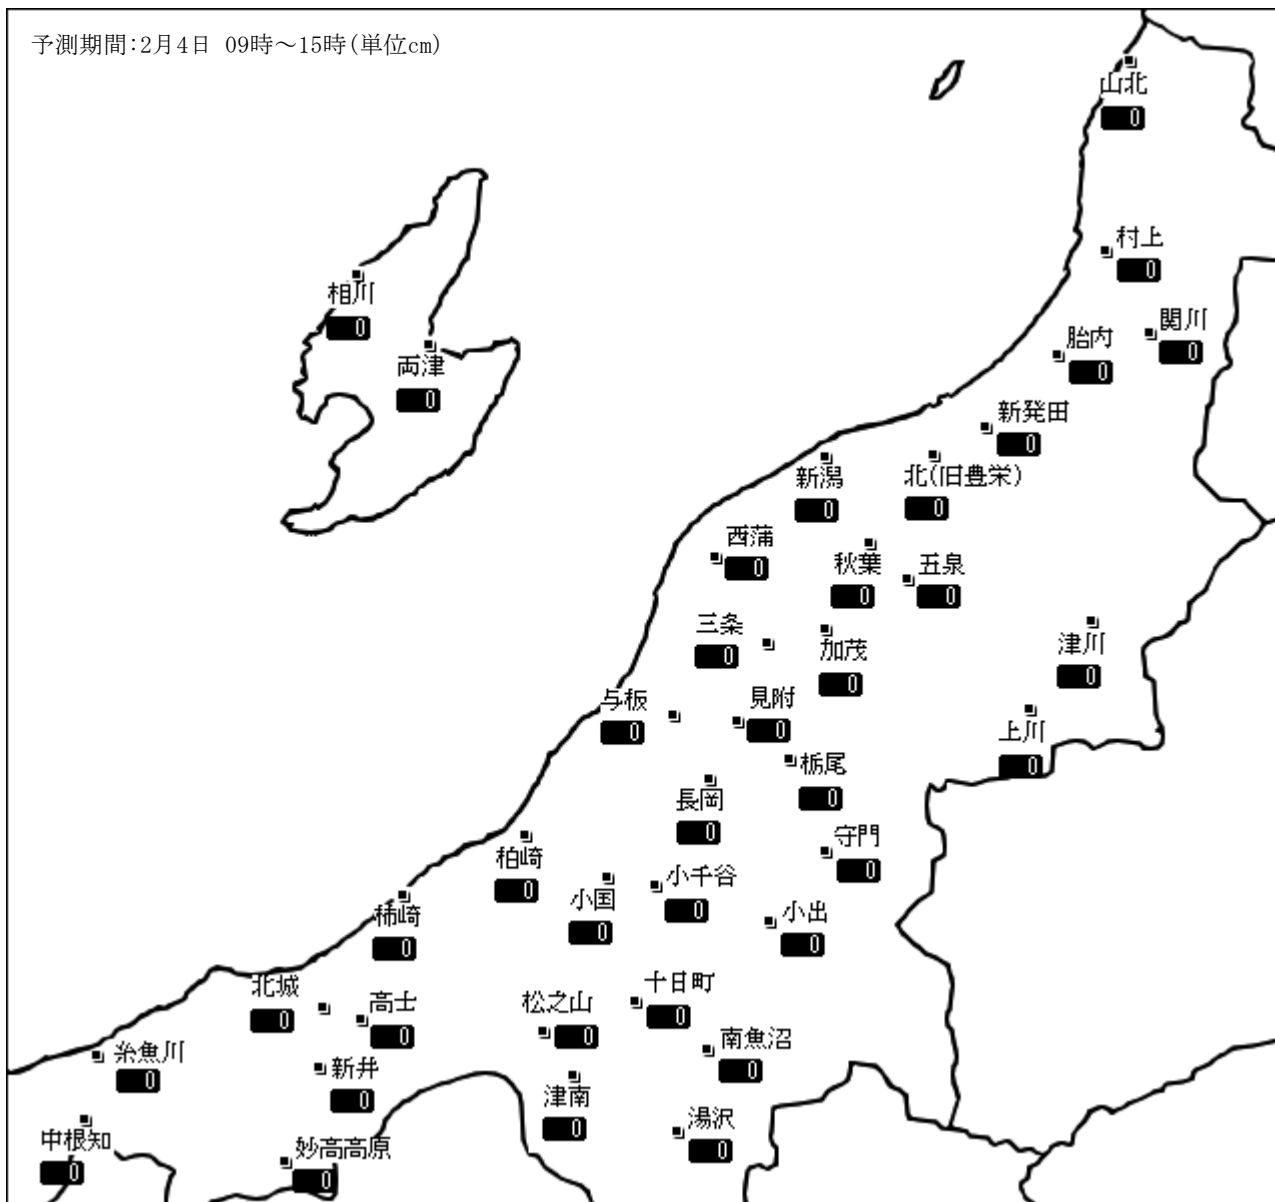 予測期間:2月4日 09時～15時(単位cm)
山北
0
村上
0
相川
0
関川
0
胎内
0
両津
0
新発田
0
新潟
0
北(旧豊栄)
0
西蒲
0
秋葉
0
五泉
0
三条
0
加茂
0
津川
0
与板
0
見附
0
上川
0
栃尾
0
長岡
0
守門
0
柏崎
0
小千谷
0
小国
0
小出
0
柿崎
0
北城
0
高士
0
松之山
0
十日町
0
南魚沼
0
糸魚川
0
新井
0
津南
0
湯沢
0
中根知
0
妙高高原
0